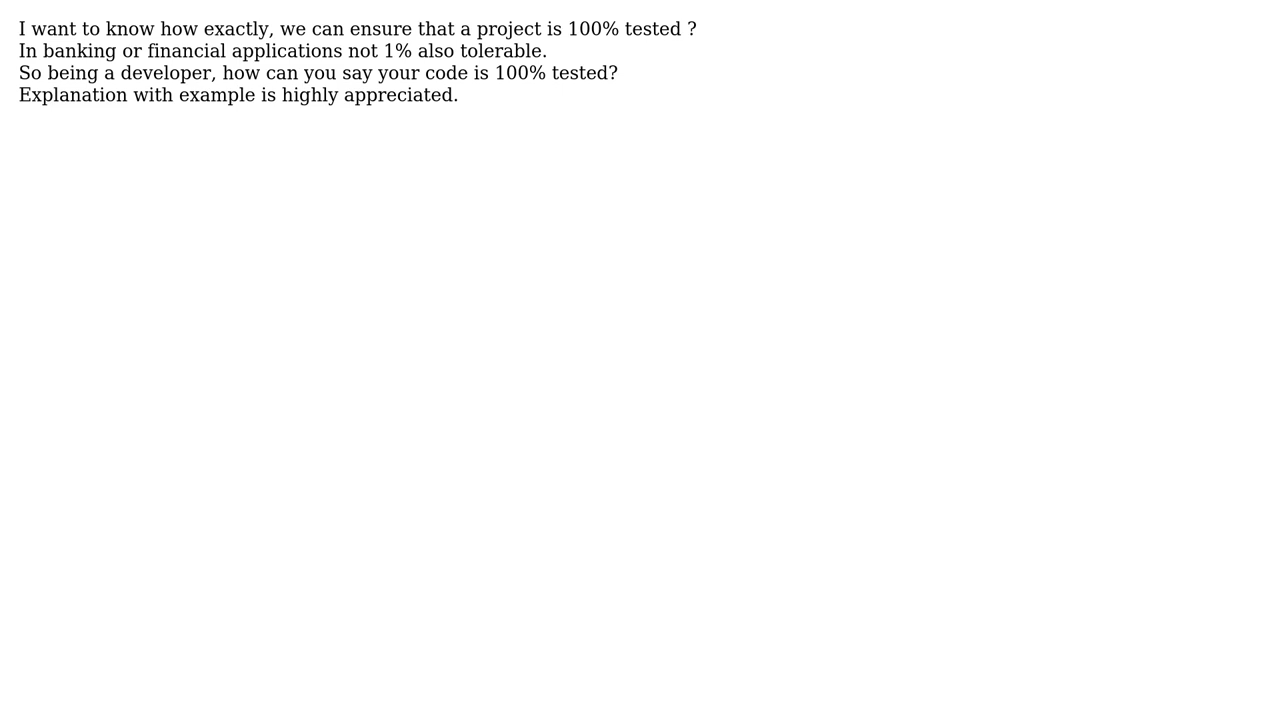 I want to know how exactly, we can ensure that a project is 100% tested ?
In banking or financial applications not 1% also tolerable.
So being a developer, how can you say your code is 100% tested?
Explanation with example is highly appreciated.